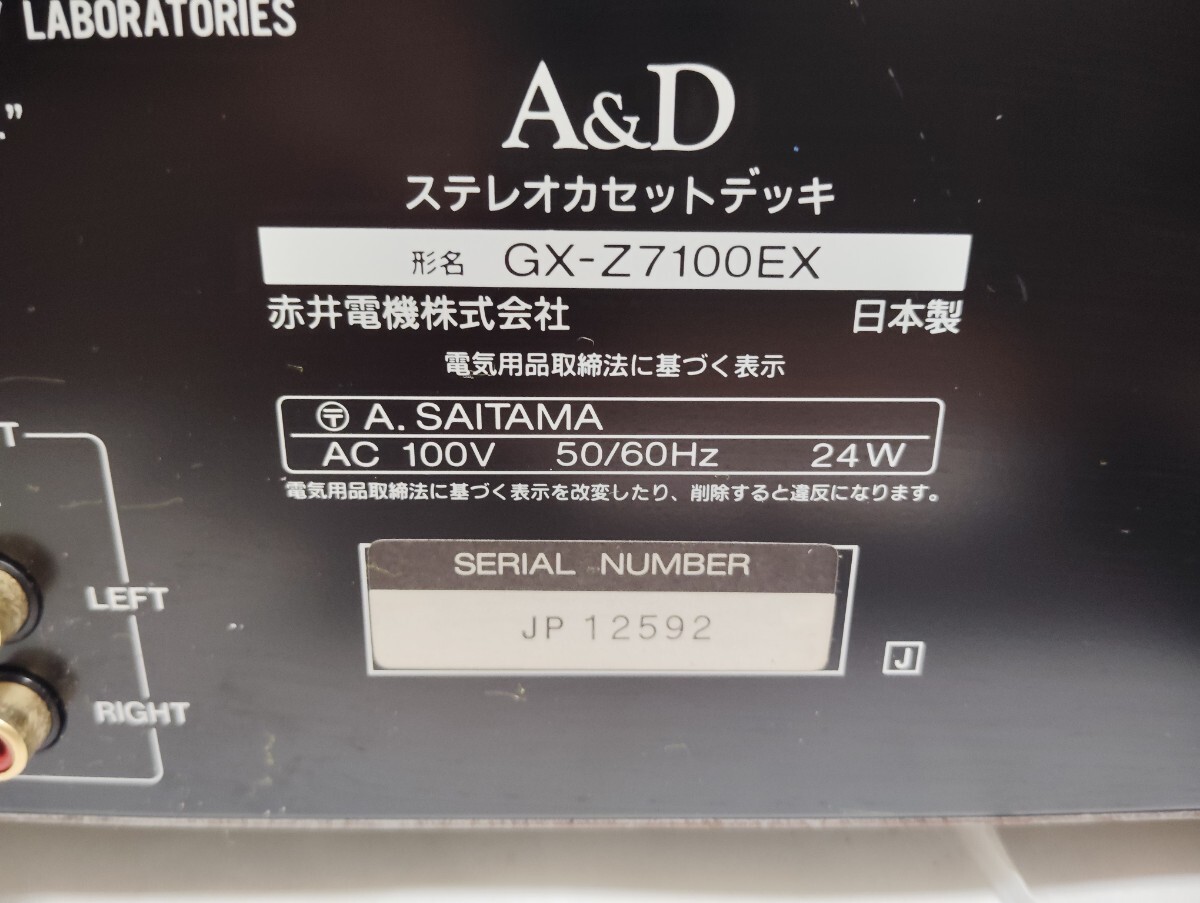 LABORATORIES
A&D
ステレオカセットデッキ
形名 GX-Z7100EX
赤井電機株式会社 日本製
電気用品取締法に基づく表示
〒 A. SAITAMA
AC 100V 50/60Hz 24W
電気用品取締法に基づく表示を改変したり、削除すると違反になります。
SERIAL NUMBER
JP 12592
J
LEFT
RIGHT